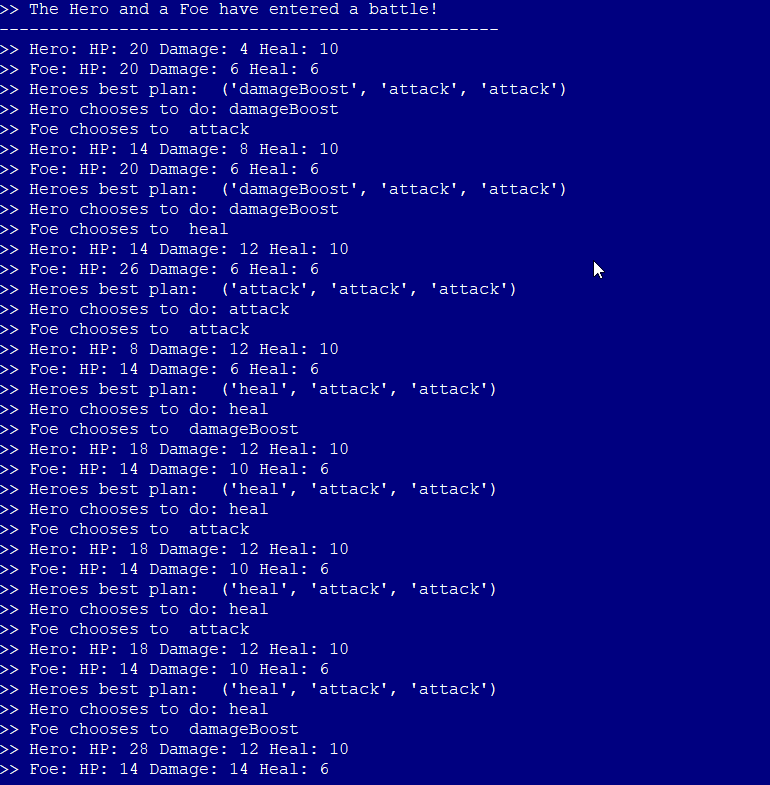 >> The Hero and a Foe have entered a battle!
--------------------------------------------------
>> Hero: HP: 20 Damage: 4 Heal: 10
>> Foe: HP: 20 Damage: 6 Heal: 6
>> Heroes best plan:  ('damageBoost', 'attack', 'attack')
>> Hero chooses to do: damageBoost
>> Foe chooses to  attack
>> Hero: HP: 14 Damage: 8 Heal: 10
>> Foe: HP: 20 Damage: 6 Heal: 6
>> Heroes best plan:  ('damageBoost', 'attack', 'attack')
>> Hero chooses to do: damageBoost
>> Foe chooses to  heal
>> Hero: HP: 14 Damage: 12 Heal: 10
>> Foe: HP: 26 Damage: 6 Heal: 6
>> Heroes best plan:  ('attack', 'attack', 'attack')
>> Hero chooses to do: attack
>> Foe chooses to  attack
>> Hero: HP: 8 Damage: 12 Heal: 10
>> Foe: HP: 14 Damage: 6 Heal: 6
>> Heroes best plan:  ('heal', 'attack', 'attack')
>> Hero chooses to do: heal
>> Foe chooses to  damageBoost
>> Hero: HP: 18 Damage: 12 Heal: 10
>> Foe: HP: 14 Damage: 10 Heal: 6
>> Heroes best plan:  ('heal', 'attack', 'attack')
>> Hero chooses to do: heal
>> Foe chooses to  attack
>> Hero: HP: 18 Damage: 12 Heal: 10
>> Foe: HP: 14 Damage: 10 Heal: 6
>> Heroes best plan:  ('heal', 'attack', 'attack')
>> Hero chooses to do: heal
>> Foe chooses to  attack
>> Hero: HP: 18 Damage: 12 Heal: 10
>> Foe: HP: 14 Damage: 10 Heal: 6
>> Heroes best plan:  ('heal', 'attack', 'attack')
>> Hero chooses to do: heal
>> Foe chooses to  damageBoost
>> Hero: HP: 28 Damage: 12 Heal: 10
>> Foe: HP: 14 Damage: 14 Heal: 6